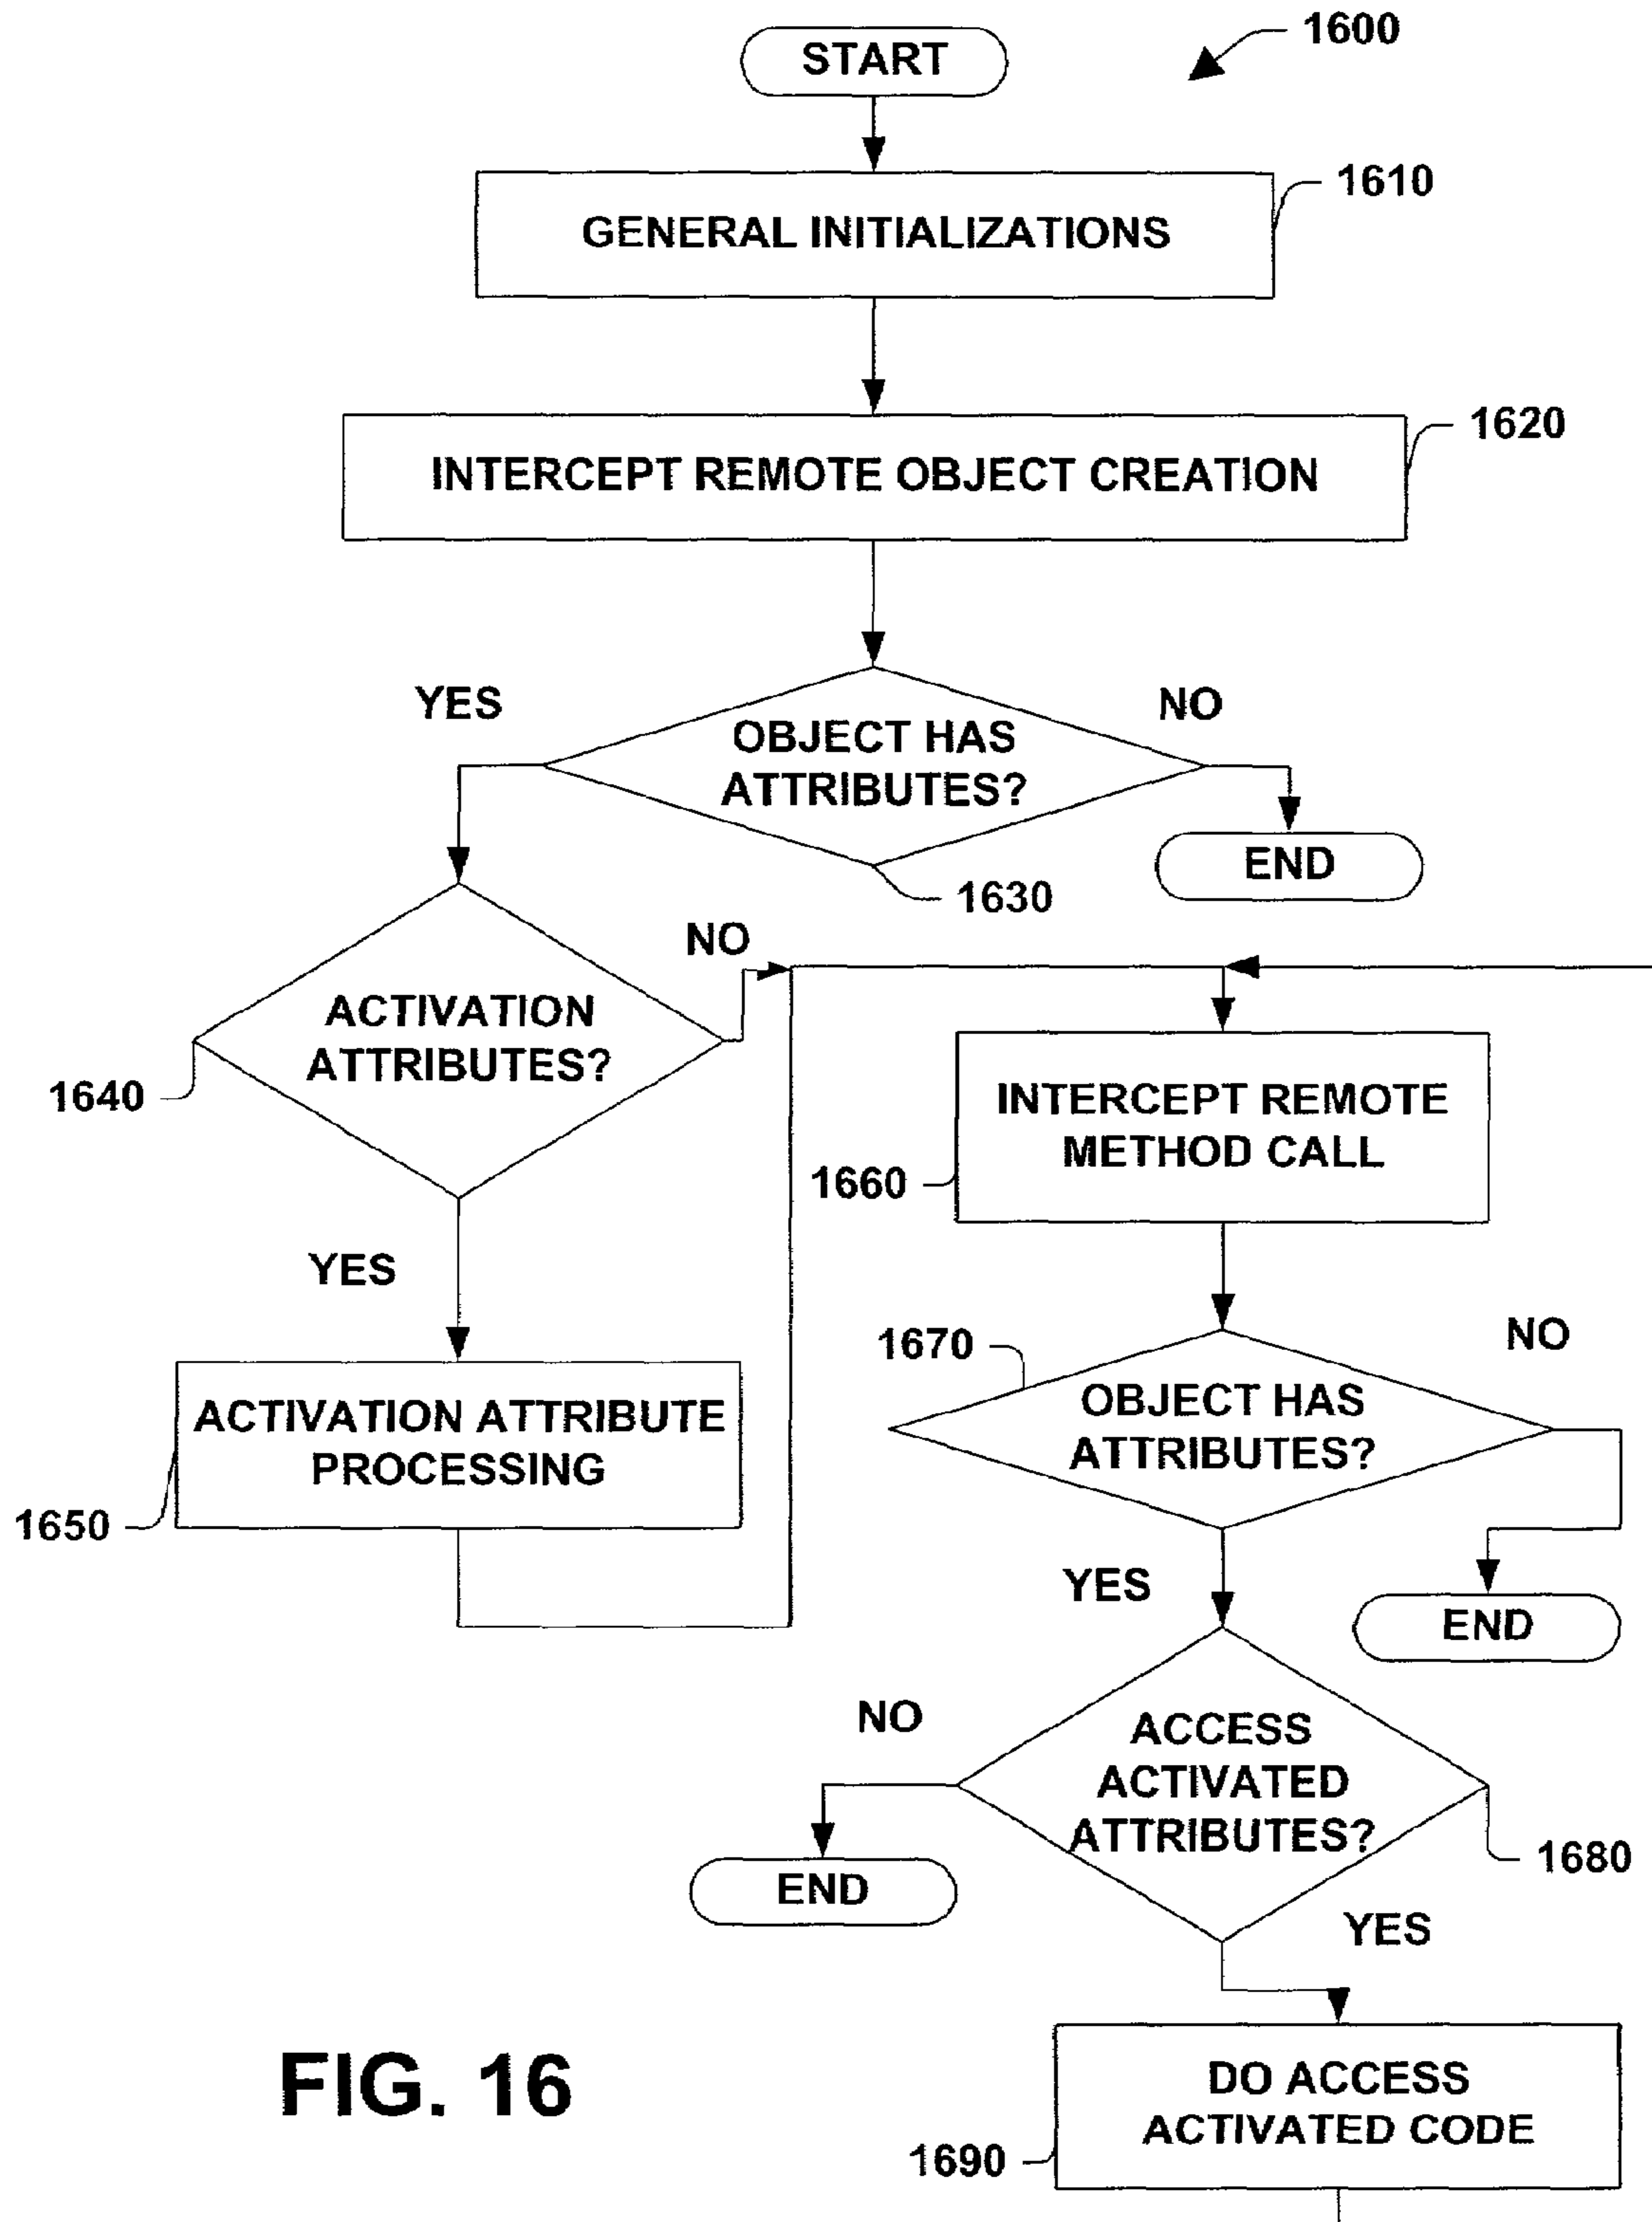 1600
START
1610
GENERAL INITIALIZATIONS
1620
INTERCEPT REMOTE OBJECT CREATION
YES
NO
OBJECT HAS
ATTRIBUTES?
END
1630
NO
ACTIVATION
ATTRIBUTES?
1640
INTERCEPT REMOTE
METHOD CALL
1660
YES
1670
NO
OBJECT HAS
ATTRIBUTES?
ACTIVATION ATTRIBUTE
PROCESSING
1650
YES
END
NO
ACCESS
ACTIVATED
ATTRIBUTES?
1680
END
YES
DO ACCESS
ACTIVATED CODE
1690
FIG. 16